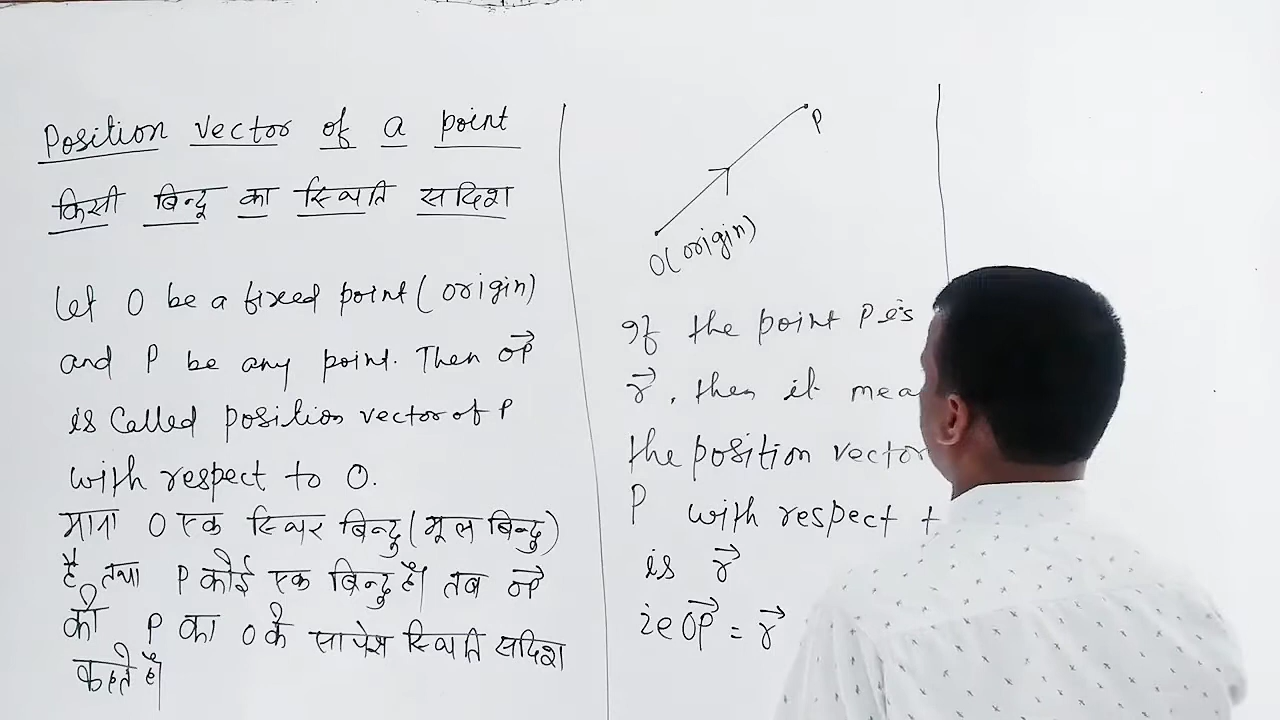 Position vector of a point
किसी बिन्दू का स्थिति सदिश
Let O be a fixed point (origin)
and P be any point. Then OP→
is Called position vector of P
with respect to O.
माना O एक स्थिर बिन्दु (मूल बिन्दु)
है तथा P कोई एक बिन्दु है। तब OP→
को P का O के सापेक्ष स्थिति सदिश
कहते है।
P
O(origin)
If the point P is
r→, then it mea
the position vector
P with respect t
is r→
ie OP→ = r→